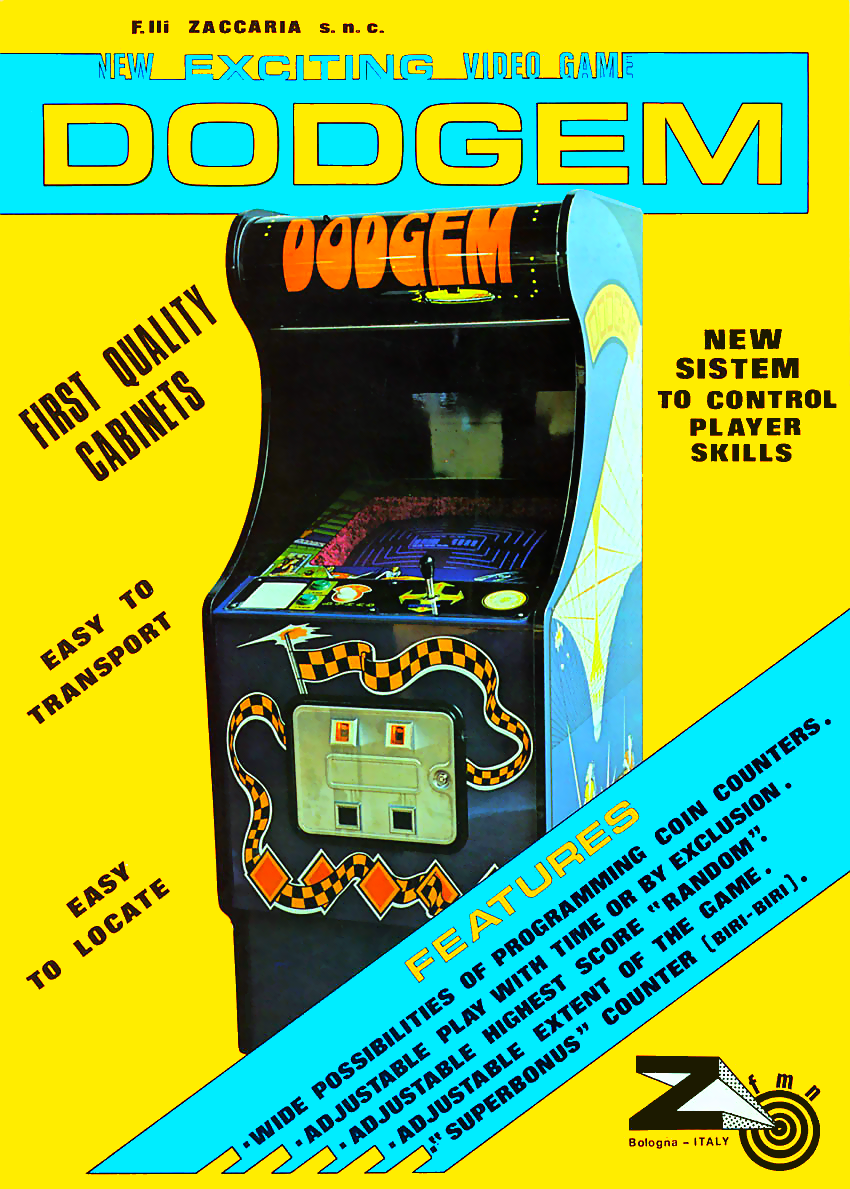 F.lli ZACCARIA s. n. c.
NEW EXCITING VIDEO GAME
DODGEM
DODGEM
DODGEM
FIRST QUALITY
CABINETS
NEW
SISTEM
TO CONTROL
PLAYER
SKILLS
EASY TO
TRANSPORT
EASY
TO LOCATE
FEATURES
·WIDE POSSIBILITIES OF PROGRAMMING COIN COUNTERS.
·ADJUSTABLE PLAY WITH TIME OR BY EXCLUSION.
·ADJUSTABLE HIGHEST SCORE "RANDOM".
·ADJUSTABLE EXTENT OF THE GAME.
·"SUPERBONUS" COUNTER (BIRI-BIRI).
Z
f m n
Bologna - ITALY